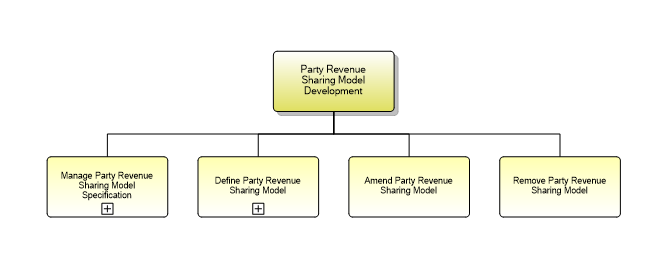 Party Revenue
Sharing Model
Development
Manage Party Revenue
Sharing Model
Specification
Define Party Revenue
Sharing Model
Amend Party Revenue
Sharing Model
Remove Party Revenue
Sharing Model